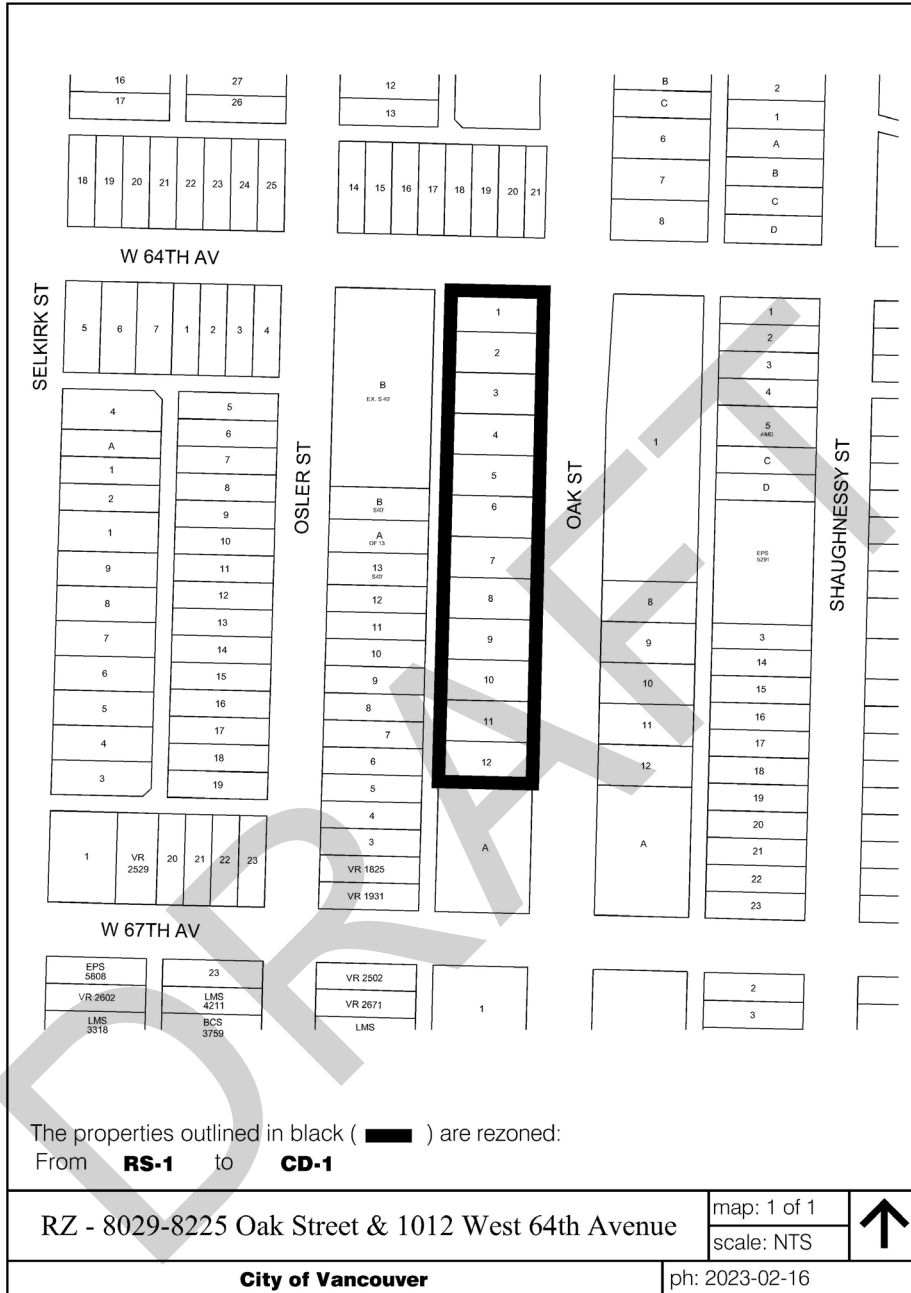 16 27 12 B 2
17 26 13 C 1
6 A
18 19 20 21 22 23 24 25 14 15 16 17 18 19 20 21 7 B
8 C
D
W 64TH AV
SELKIRK ST
5 6 7 1 2 3 4
4
A
1
2
1
9
8
7
6
5
4
3
5
6
7
8
9
10
11
12
13
14
15
16
17
18
19
1
VR
2529
20 21 22 23
OSLER ST
B
EX. S 40'
B
S40'
A
OF 13
13
S40'
12
11
10
9
8
7
6
5
4
3
VR 1825
VR 1931
1
2
3
4
5
6
7
8
9
10
11
12
A
OAK ST
1
8
9
10
11
12
A
1
2
3
4
5
AMD.
C
D
EPS
5291
3
14
15
16
17
18
19
20
21
22
23
SHAUGHNESSY ST
W 67TH AV
EPS
5808
VR 2602
LMS
3318
23
LMS
4211
BCS
3759
VR 2502
VR 2671
LMS
1
2
3
DRAFT
The properties outlined in black ( ) are rezoned:
From RS-1 to CD-1
RZ - 8029-8225 Oak Street & 1012 West 64th Avenue
map: 1 of 1
scale: NTS
City of Vancouver
ph: 2023-02-16